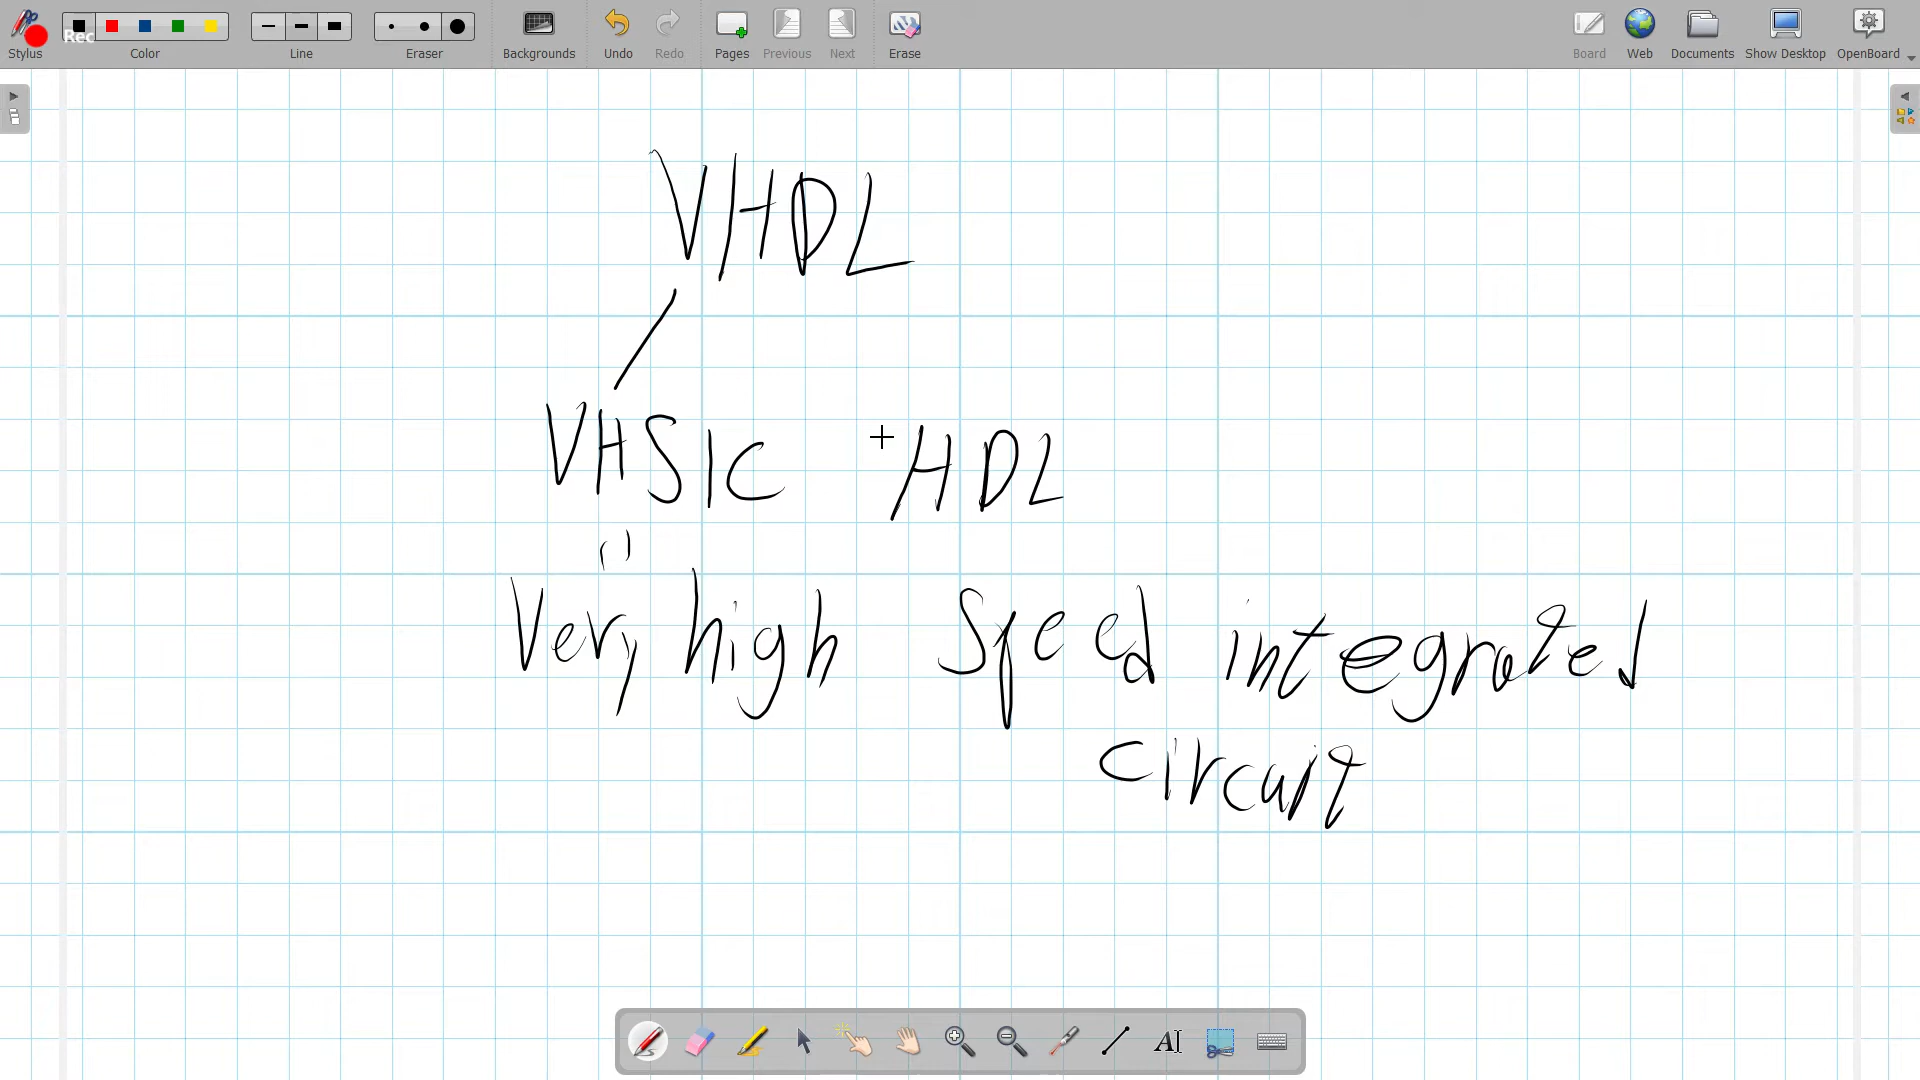 Stylus Rec Color Line Eraser Backgrounds Undo Redo Pages Previous Next Erase Board Web Documents Show Desktop OpenBoard
VHDL
VHSIC HDL
Very high Speed integrated
circuit